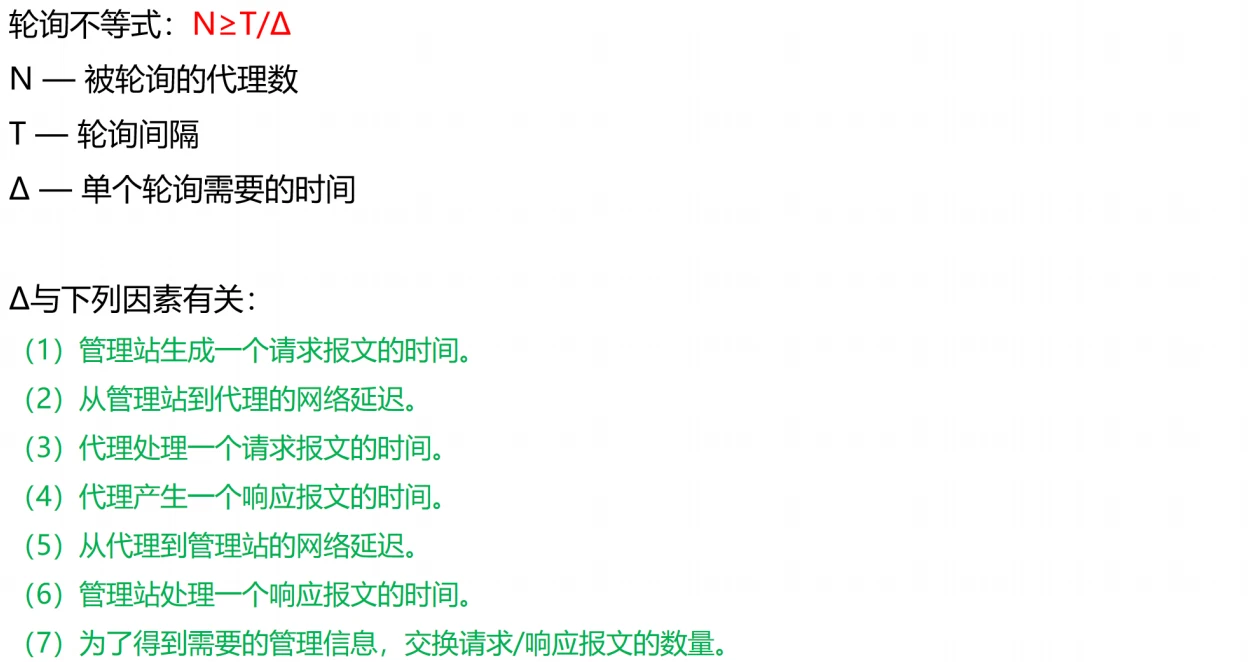 轮询不等式：N≥T/Δ
N — 被轮询的代理数
T — 轮询间隔
Δ — 单个轮询需要的时间
Δ与下列因素有关：
（1）管理站生成一个请求报文的时间。
（2）从管理站到代理的网络延迟。
（3）代理处理一个请求报文的时间。
（4）代理产生一个响应报文的时间。
（5）从代理到管理站的网络延迟。
（6）管理站处理一个响应报文的时间。
（7）为了得到需要的管理信息，交换请求/响应报文的数量。